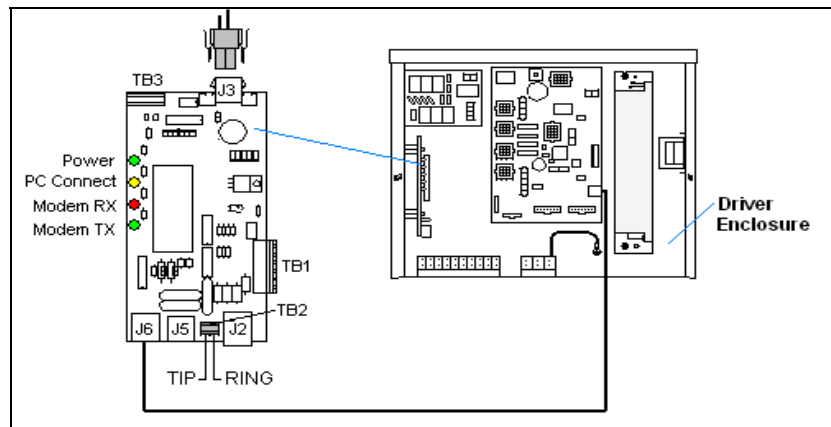 TB3
J3
Power
PC Connect
Modem RX
Modem TX
Driver
Enclosure
TB1
TB2
J6
J5
J2
TIP
RING